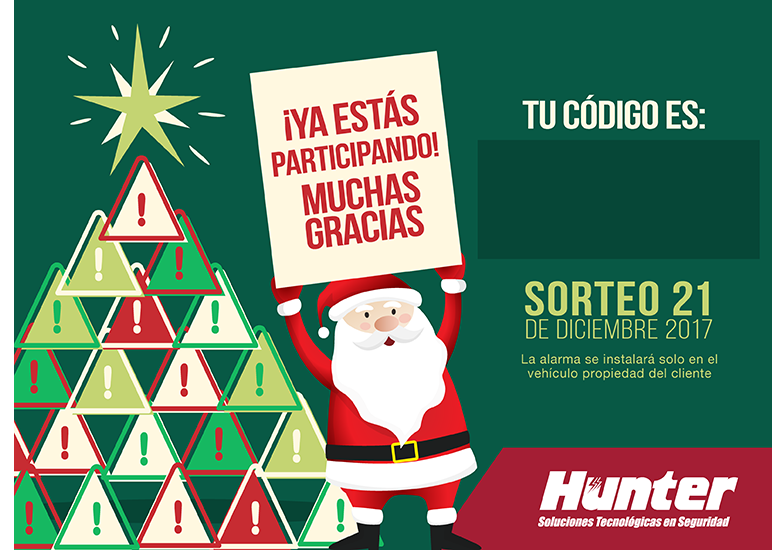 ¡YA ESTÁS
PARTICIPANDO!
MUCHAS
GRACIAS
TU CÓDIGO ES:
SORTEO 21
DE DICIEMBRE 2017
La alarma se instalará solo en el
vehículo propiedad del cliente
Hunter
Soluciones Tecnológicas en Seguridad